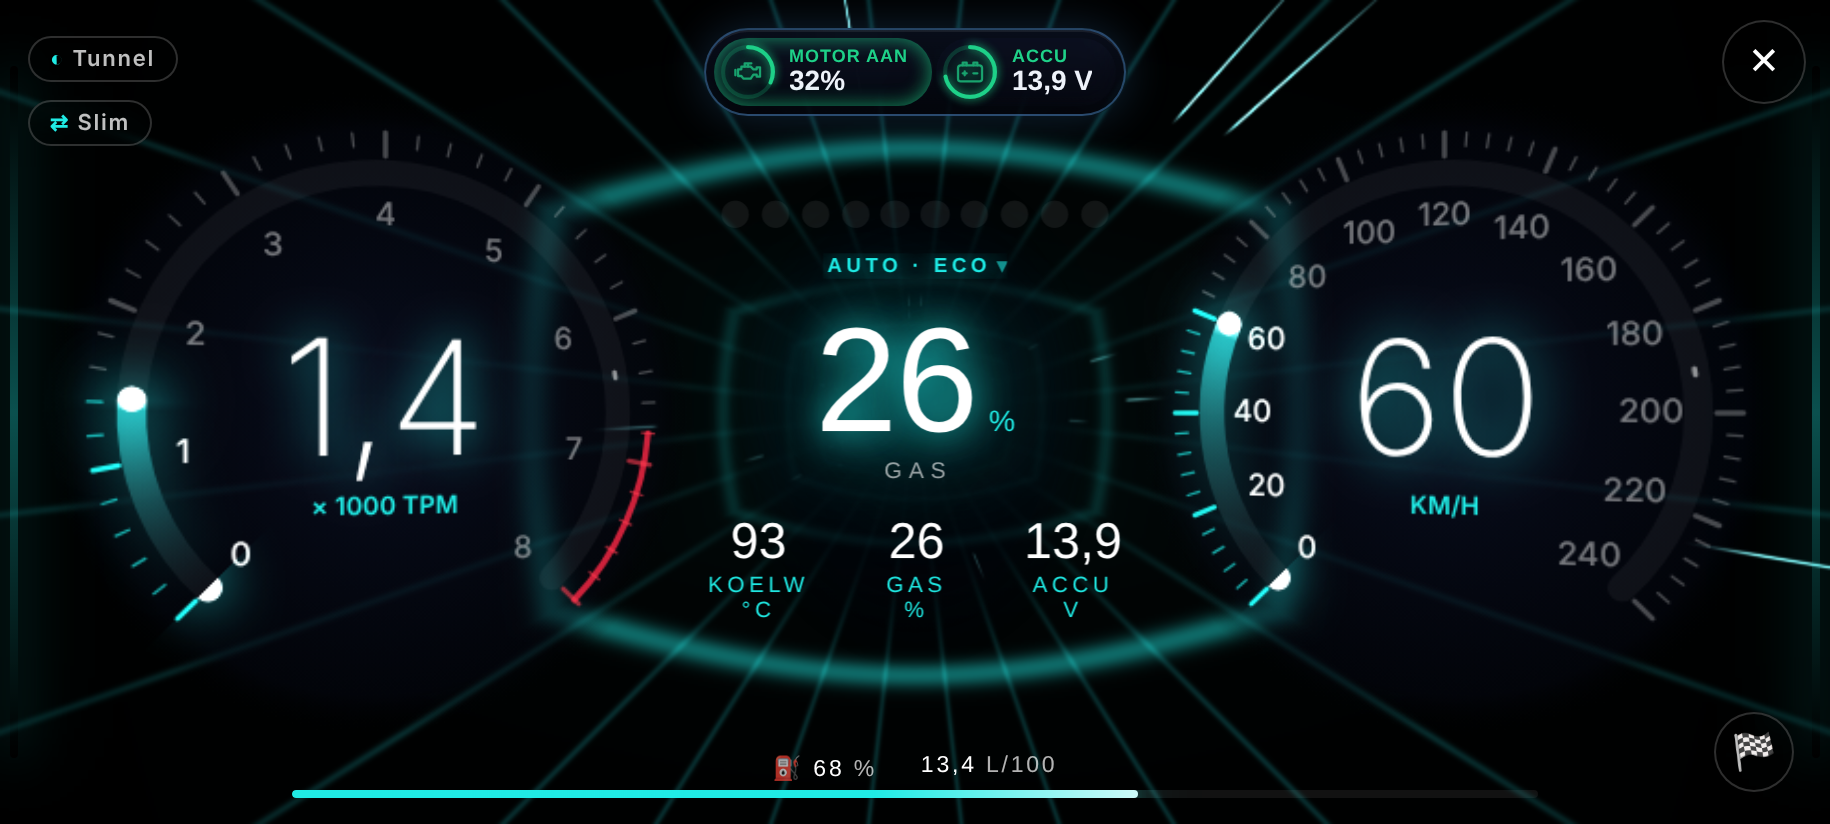 Tunnel
Slim
MOTOR AAN
32%
ACCU
13,9 V
0
1
2
3
4
5
6
7
8
1,4
× 1000 TPM
AUTO · ECO
26 %
GAS
93
KOELW
°C
26
GAS
%
13,9
ACCU
V
0
20
40
60
80
100
120
140
160
180
200
220
240
60
KM/H
68 %
13,4 L/100